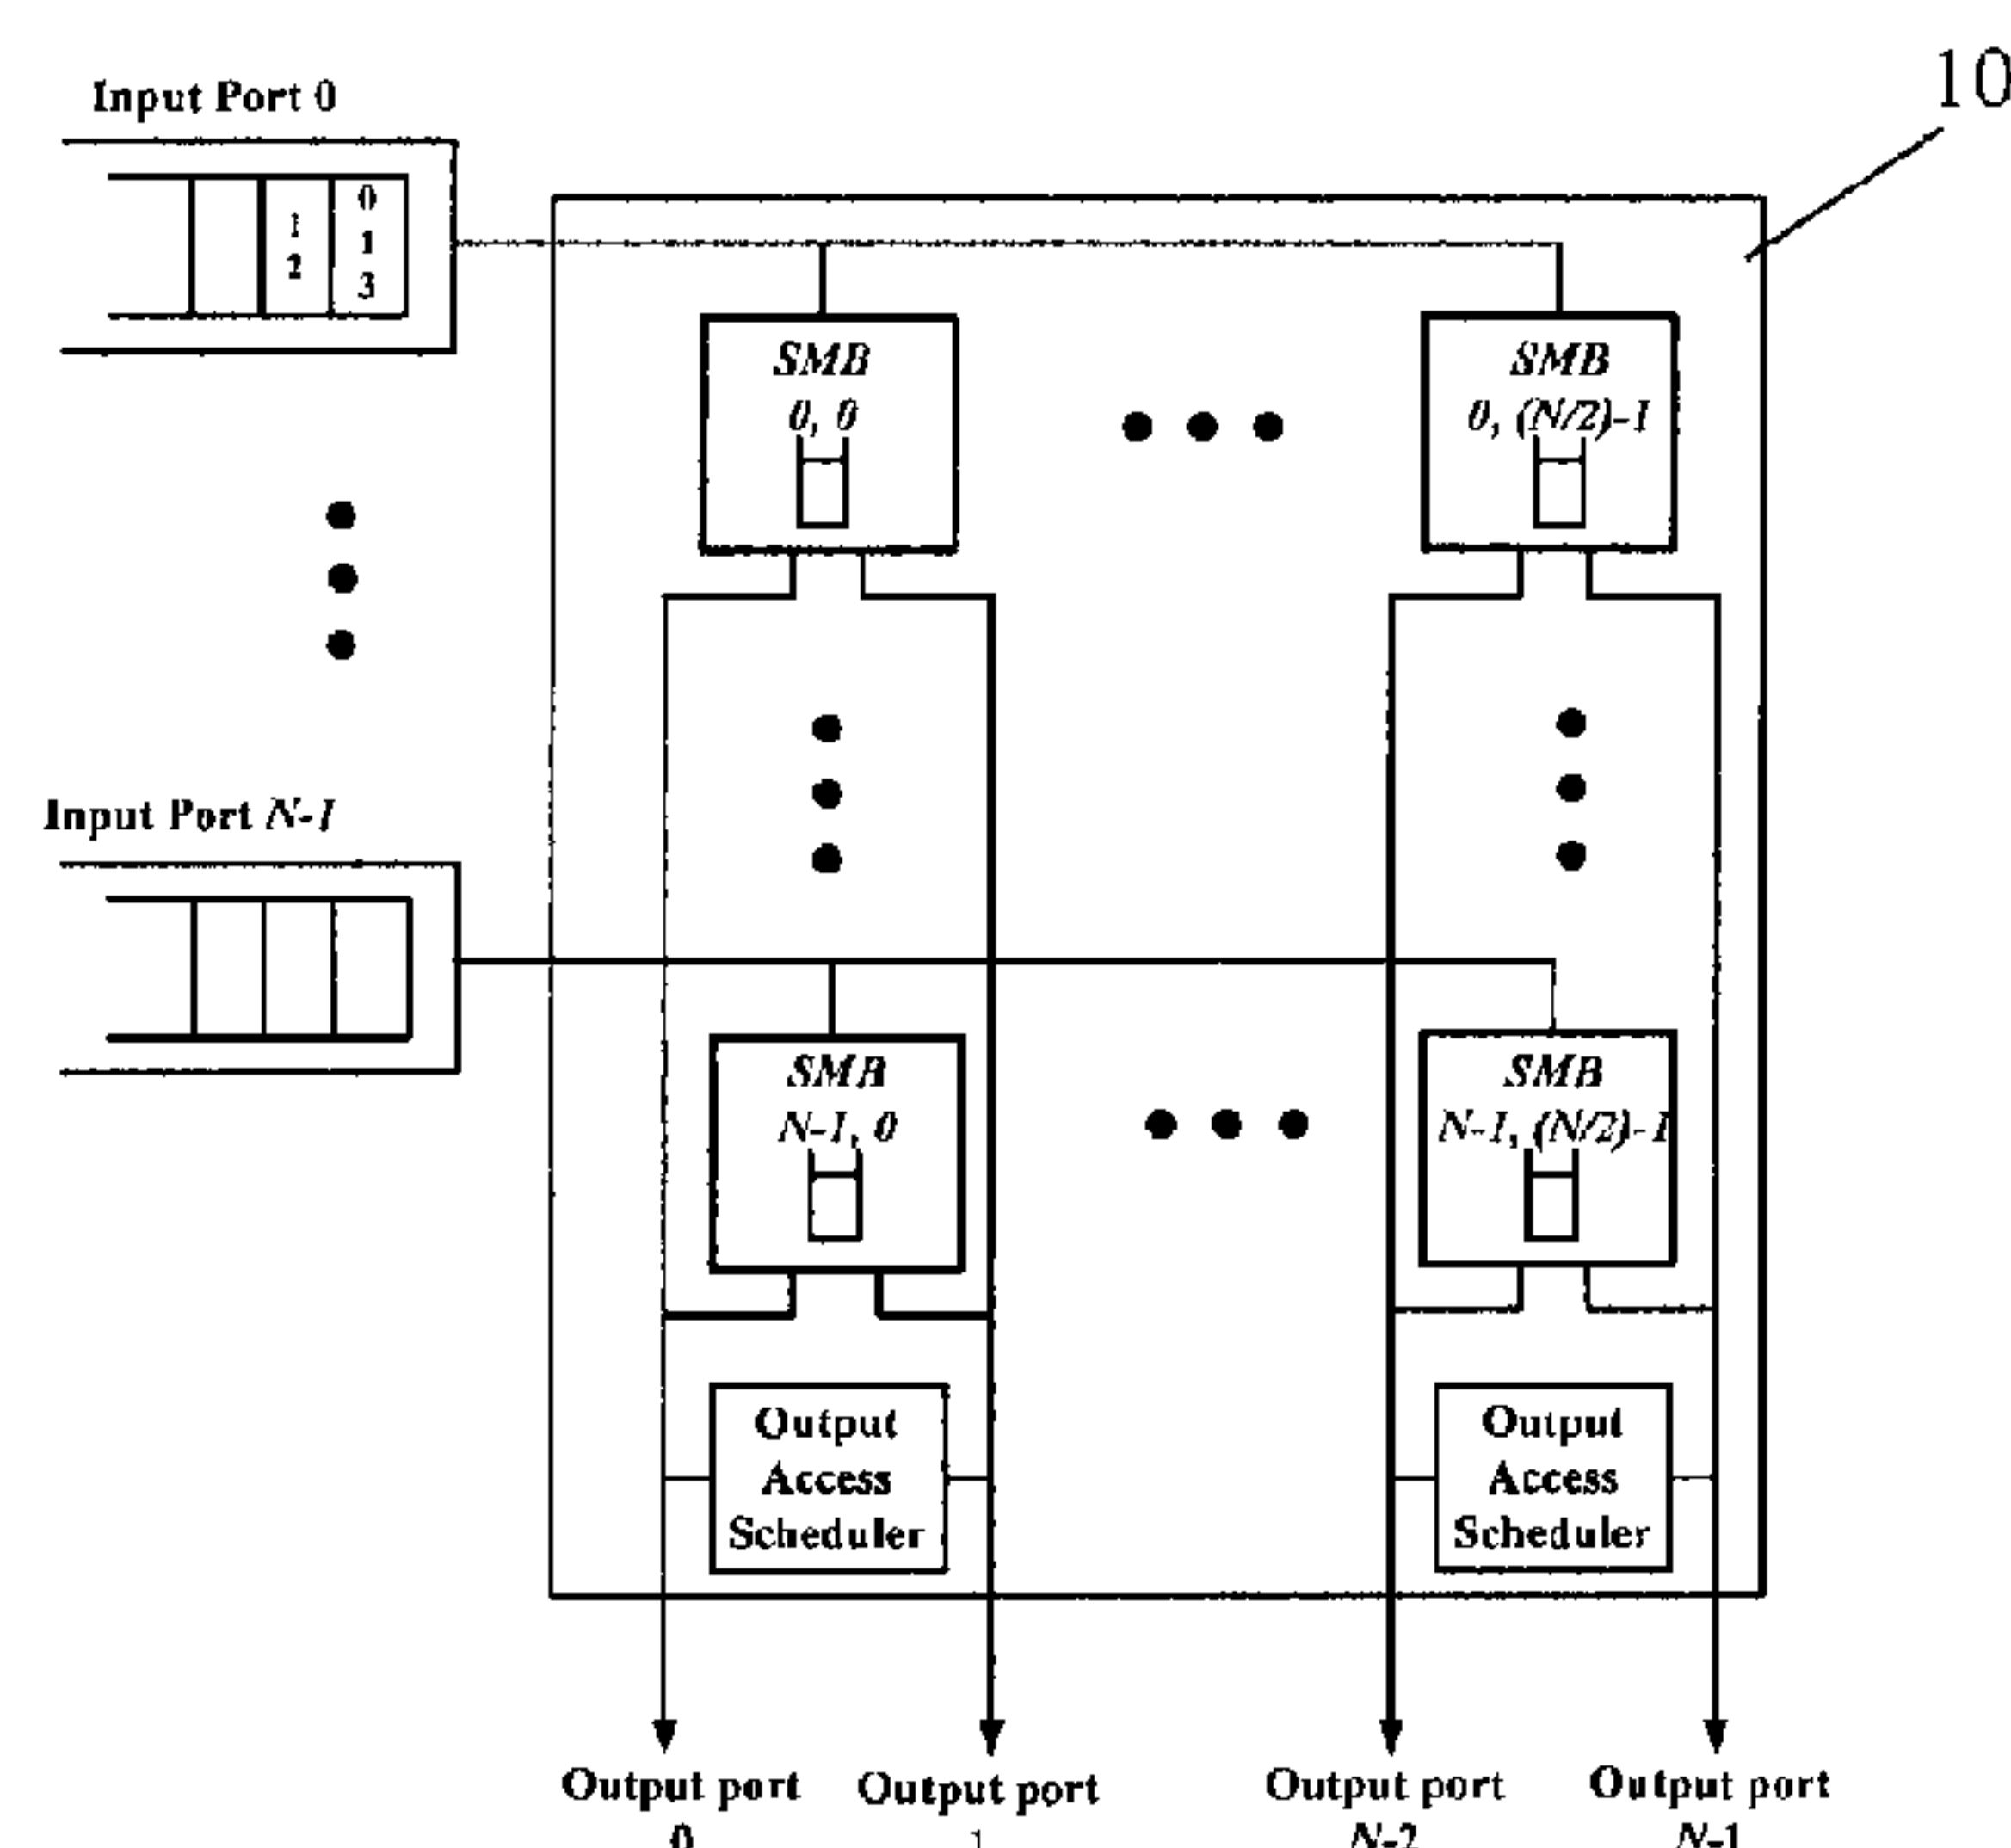 10
Input Port 0
0
1
1
2
3
SMB
0, 0
SMB
0, (N/2)-1
Input Port N-1
SMB
N-1, 0
SMB
N-1, (N/2)-1
Output
Access
Scheduler
Output
Access
Scheduler
Output port
0
Output port
1
Output port
N-2
Output port
N-1